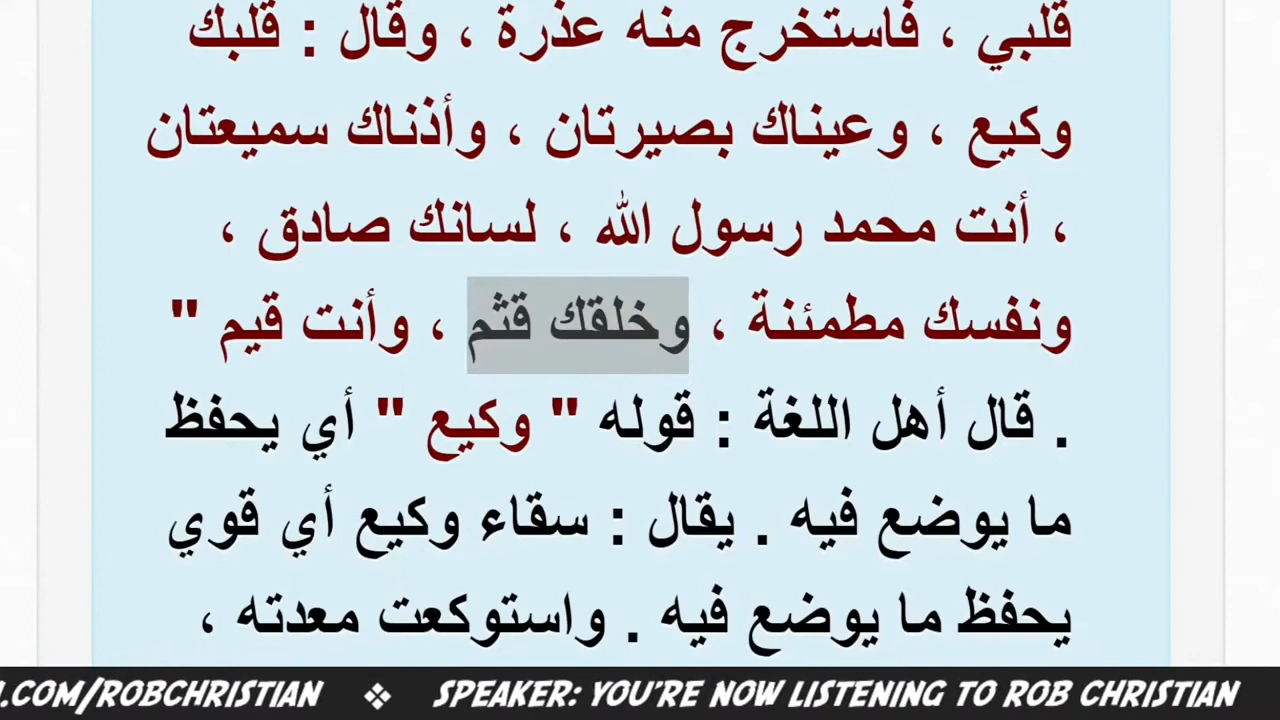 قلبي ، فاستخرج منه عذرة ، وقال : قلبك
وكيع ، وعيناك بصيرتان ، وأذناك سميعتان
، أنت محمد رسول الله ، لسانك صادق ،
ونفسك مطمئنة ، وخلقك قثم ، وأنت قيم "
. قال أهل اللغة : قوله " وكيع " أي يحفظ
ما يوضع فيه . يقال : سقاء وكيع أي قوي
يحفظ ما يوضع فيه . واستوكعت معدته ،
.COM/ROBCHRISTIAN ❖ SPEAKER: YOU'RE NOW LISTENING TO ROB CHRISTIAN